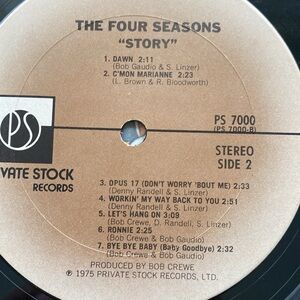 THE FOUR SEASONS
"STORY"
1. DAWN 2:11
(Bob Gaudio & S. Linzer)
2. C'MON MARIANNE 2:23
(L. Brown & R. Bloodworth)
PS
PS 7000
(PS 7000-B)
STEREO
SIDE 2
VATE STOCK
RECORDS
3. OPUS 17 (DON'T WORRY 'BOUT ME) 2:33
(Denny Randell & S. Linzer)
4. WORKIN' MY WAY BACK TO YOU 2:51
(Denny Randell & S. Linzer)
5. LET'S HANG ON 3:09
(Bob Crewe, D. Randell & S. Linzer)
6. RONNIE 2:25
(Bob Crewe & Bob Gaudio)
7. BYE BYE BABY (Baby Goodbye) 2:32
(Bob Crewe & Bob Gaudio)
PRODUCED BY BOB CREWE
℗ 1975 PRIVATE STOCK RECORDS, LTD.